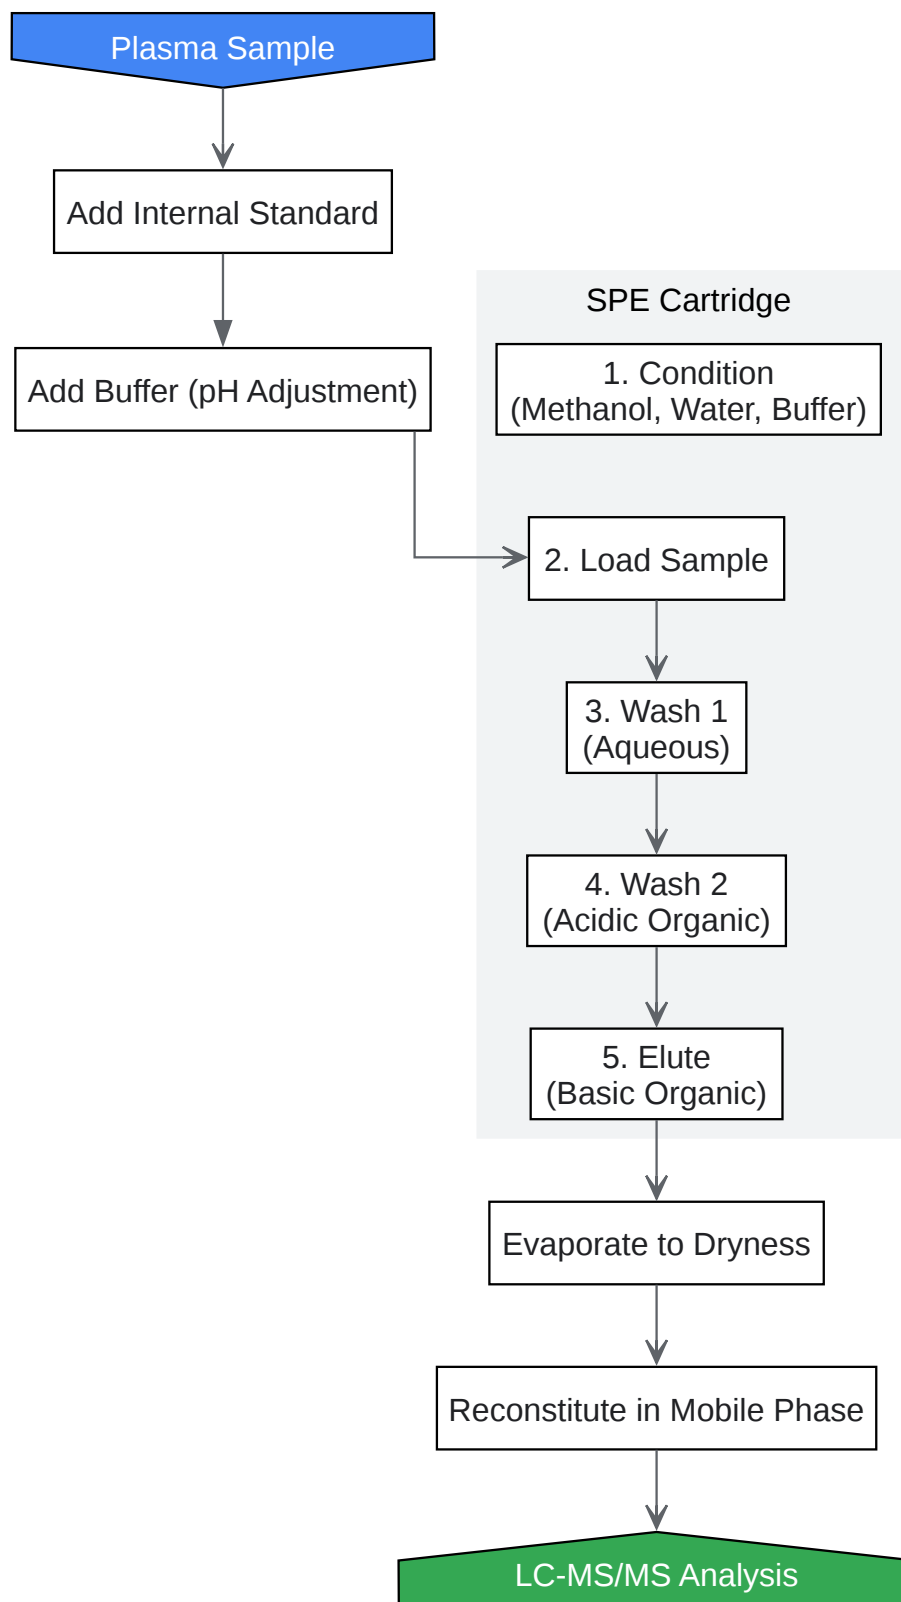 Plasma Sample
Add Internal Standard
Add Buffer (pH Adjustment)
SPE Cartridge
1. Condition
(Methanol, Water, Buffer)
2. Load Sample
3. Wash 1
(Aqueous)
4. Wash 2
(Acidic Organic)
5. Elute
(Basic Organic)
Evaporate to Dryness
Reconstitute in Mobile Phase
LC-MS/MS Analysis